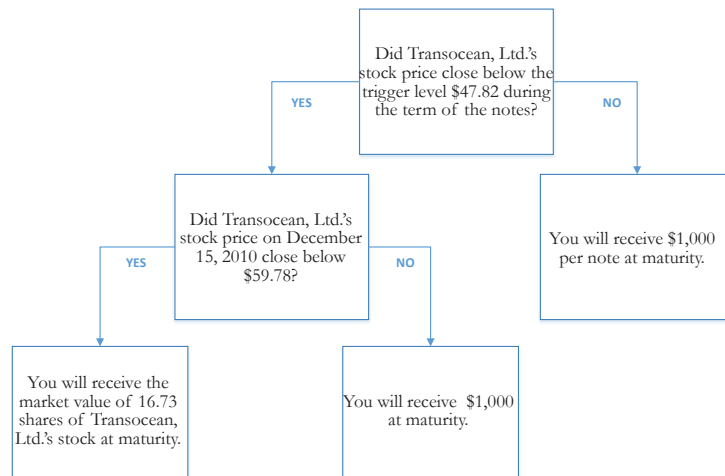 Did Transocean, Ltd.'s
stock price close below the
trigger level $47.82 during
the term of the notes?
YES
NO
Did Transocean, Ltd.'s
stock price on December
15, 2010 close below
$59.78?
You will receive $1,000
per note at maturity.
YES
NO
You will receive the
market value of 16.73
shares of Transocean,
Ltd.'s stock at maturity.
You will receive $1,000
at maturity.